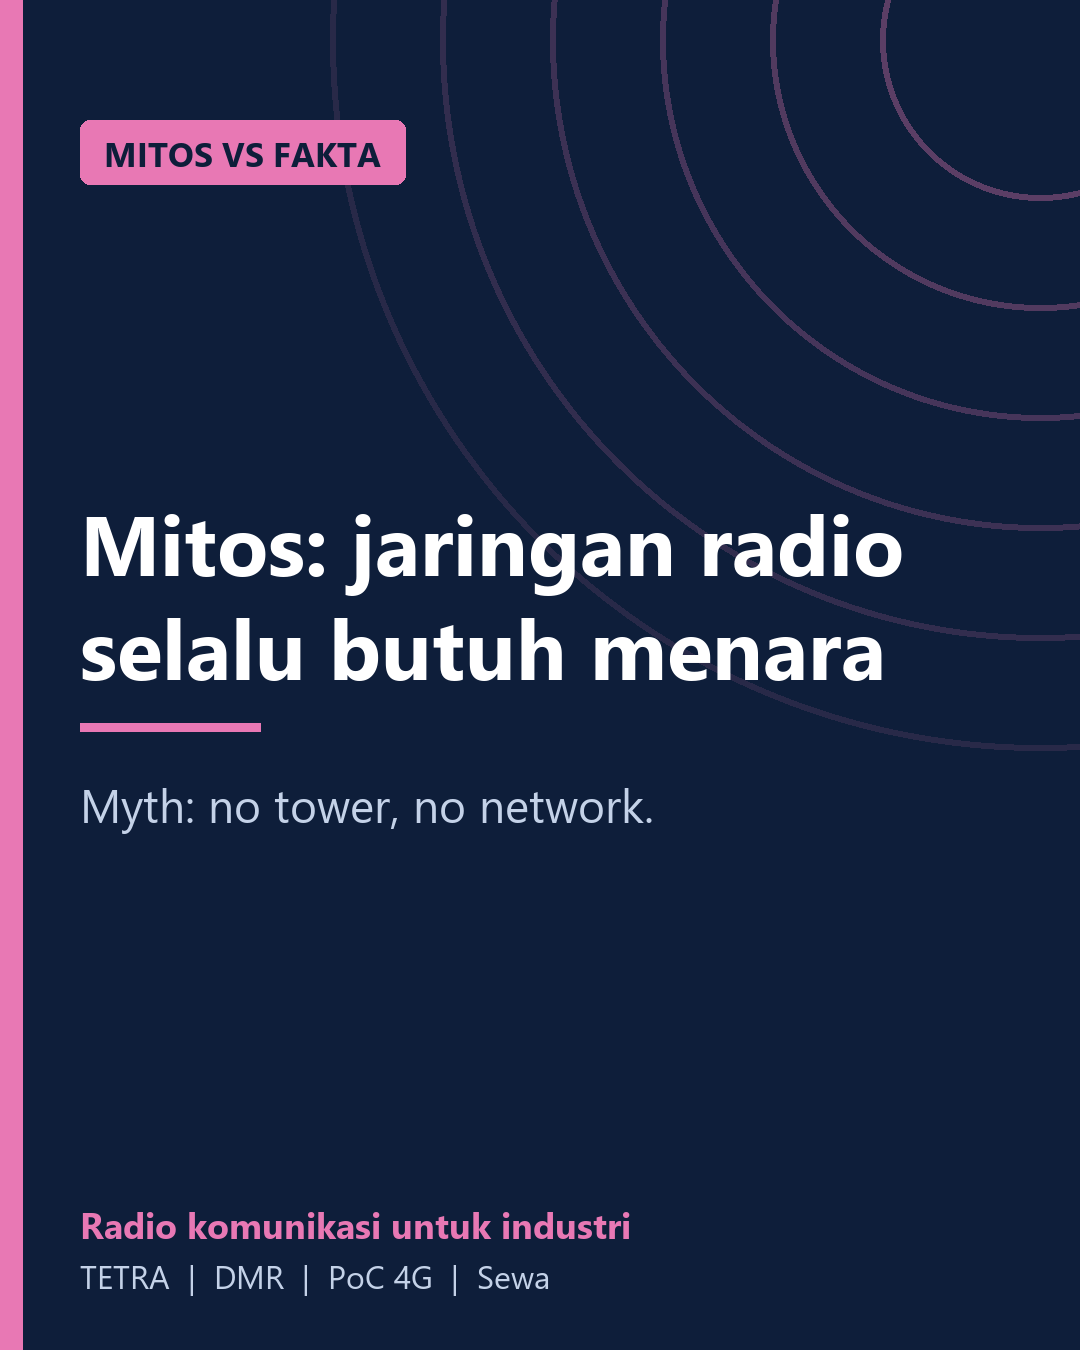 MITOS VS FAKTA
Mitos: jaringan radio
selalu butuh menara
Myth: no tower, no network.
Radio komunikasi untuk industri
TETRA | DMR | PoC 4G | Sewa